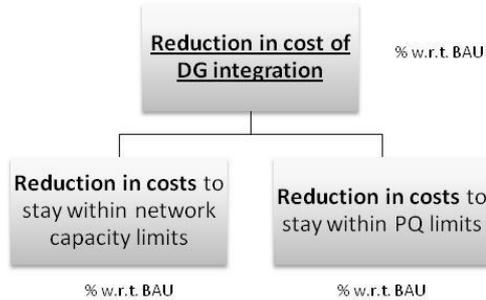 Reduction in cost of
DG integration
% w.r.t. BAU
Reduction in costs to
stay within network
capacity limits
Reduction in costs to
stay within PQ limits
% w.r.t. BAU
% w.r.t. BAU